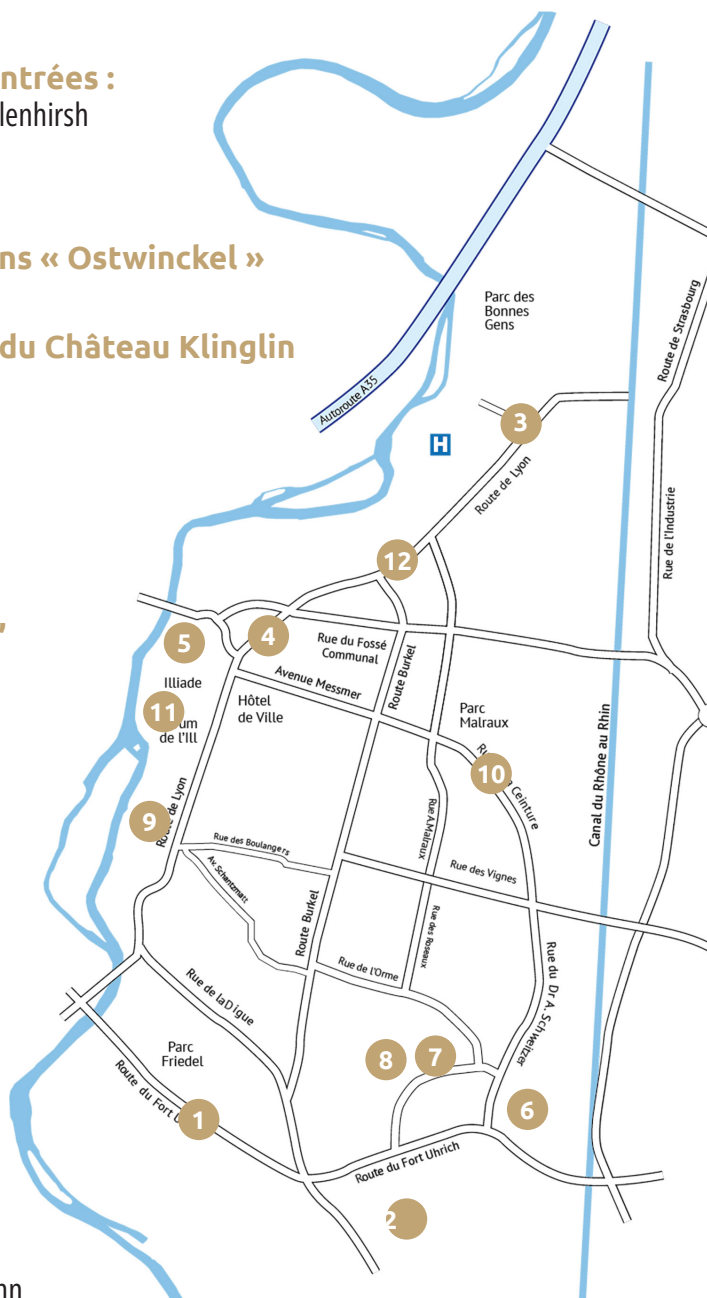 ntrées :
lenhirsh
ns « Ostwinckel »
du Château Klinglin
Parc des
Bonnes
Gens
Route de Strasbourg
Autoroute A35
3
H
Route de Lyon
Rue de l'Industrie
12
5
4
Rue du Fossé
Communal
Route Burkel
Illiade
Avenue Messmer
11
um
de l'Ill
Hôtel
de Ville
Parc
Malraux
10
Ceinture
Canal du Rhône au Rhin
9
Route de Lyon
Rue A.Malraux
Rue des Boulangers
Av. Schantzmatt
Rue des Vignes
Route Burkel
Rue des Roseaux
Rue de l'Orme
Rue du Dr A. Schweitzer
Rue de la Digue
Parc
Friedel
8
7
Route du Fort U
1
6
Route du Fort Uhrich
2
nn